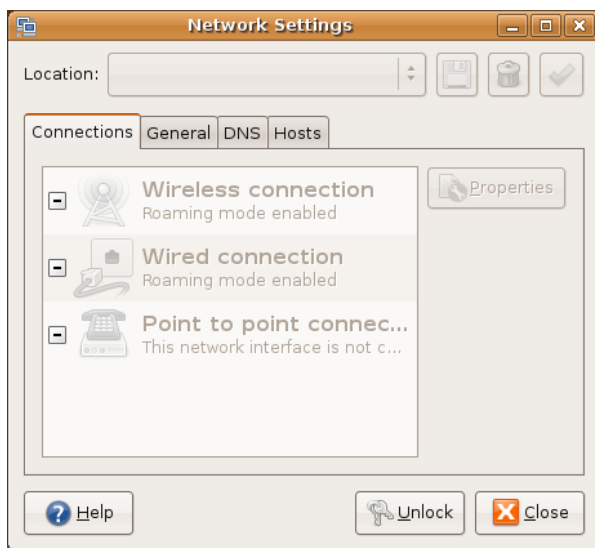 Network Settings
Location:
Connections General DNS Hosts
Wireless connection
Roaming mode enabled
Properties
Wired connection
Roaming mode enabled
Point to point connec...
This network interface is not c...
Help Unlock Close